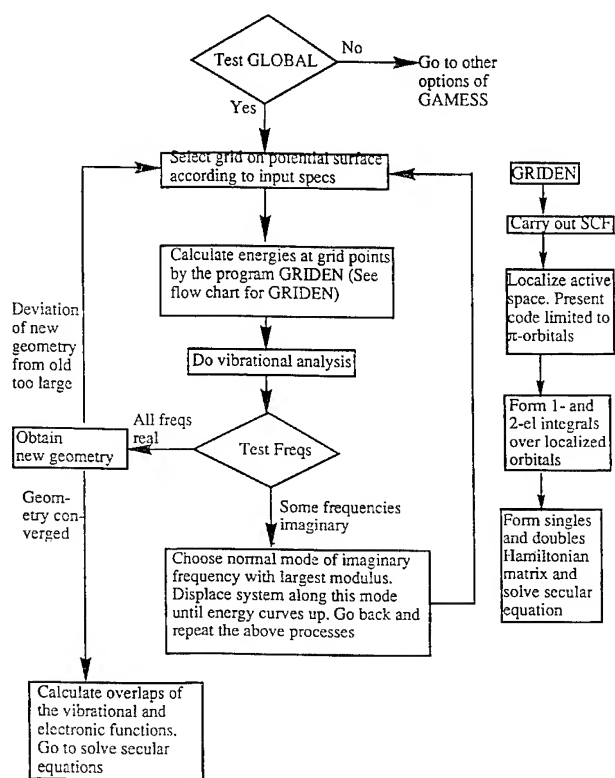 Test GLOBAL
No
Go to other
options of
GAMESS
Yes
Select grid on potential surface
according to input specs
Calculate energies at grid points
by the program GRIDEN (See
flow chart for GRIDEN)
Deviation
of new
geometry
from old
too large
Do vibrational analysis
All freqs
real
Test Freqs
Obtain
new geometry
Geom-
etry con-
verged
Some frequencies
imaginary
Choose normal mode of imaginary
frequency with largest modulus.
Displace system along this mode
until energy curves up. Go back and
repeat the above processes
Calculate overlaps of
the vibrational and
electronic functions.
Go to solve secular
equations
GRIDEN
Carry out SCF
Localize active
space. Present
code limited to
π-orbitals
Form 1- and
2-el integrals
over localized
orbitals
Form singles
and doubles
Hamiltonian
matrix and
solve secular
equation